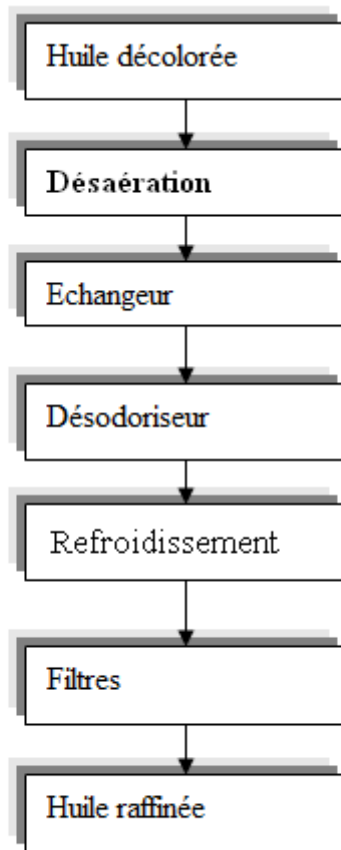 Huile décolorée
Désaération
Echangeur
Désodoriseur
Refroidissement
Filtres
Huile raffinée